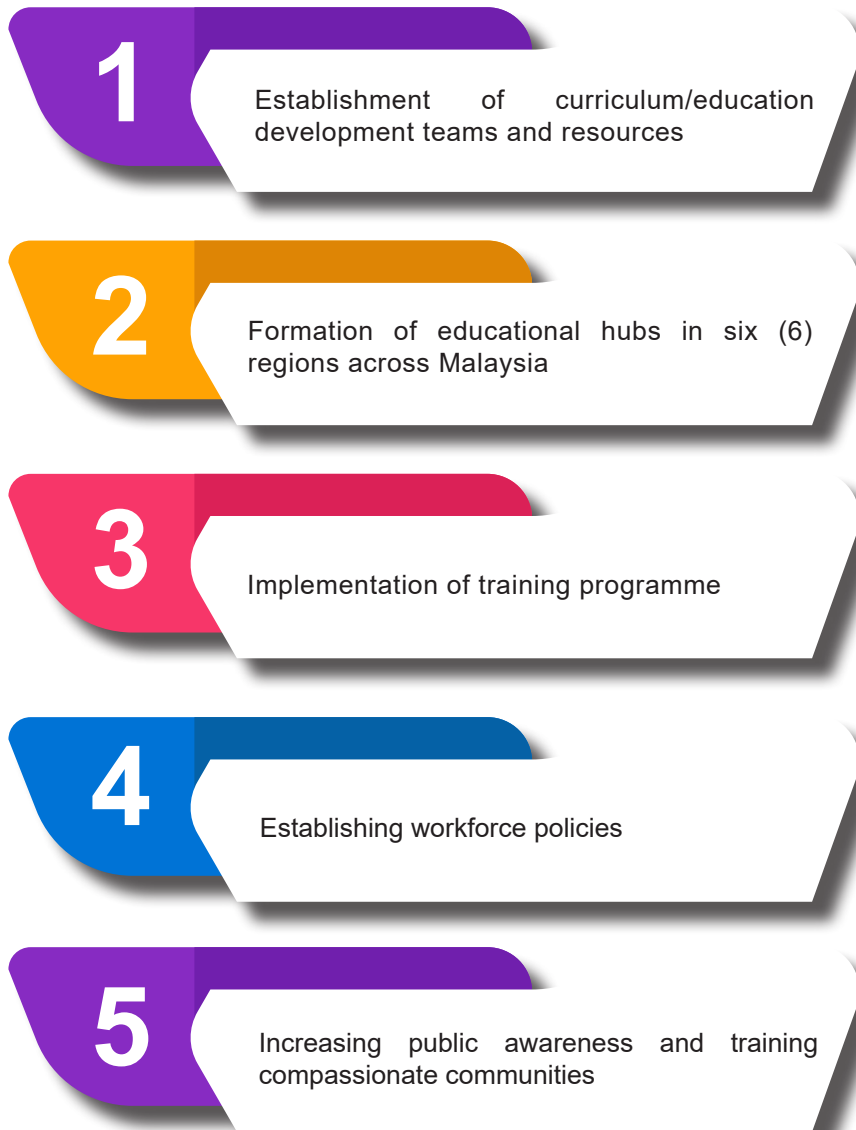 1
Establishment of curriculum/education
development teams and resources
2
Formation of educational hubs in six (6)
regions across Malaysia
3
Implementation of training programme
4
Establishing workforce policies
5
Increasing public awareness and training
compassionate communities